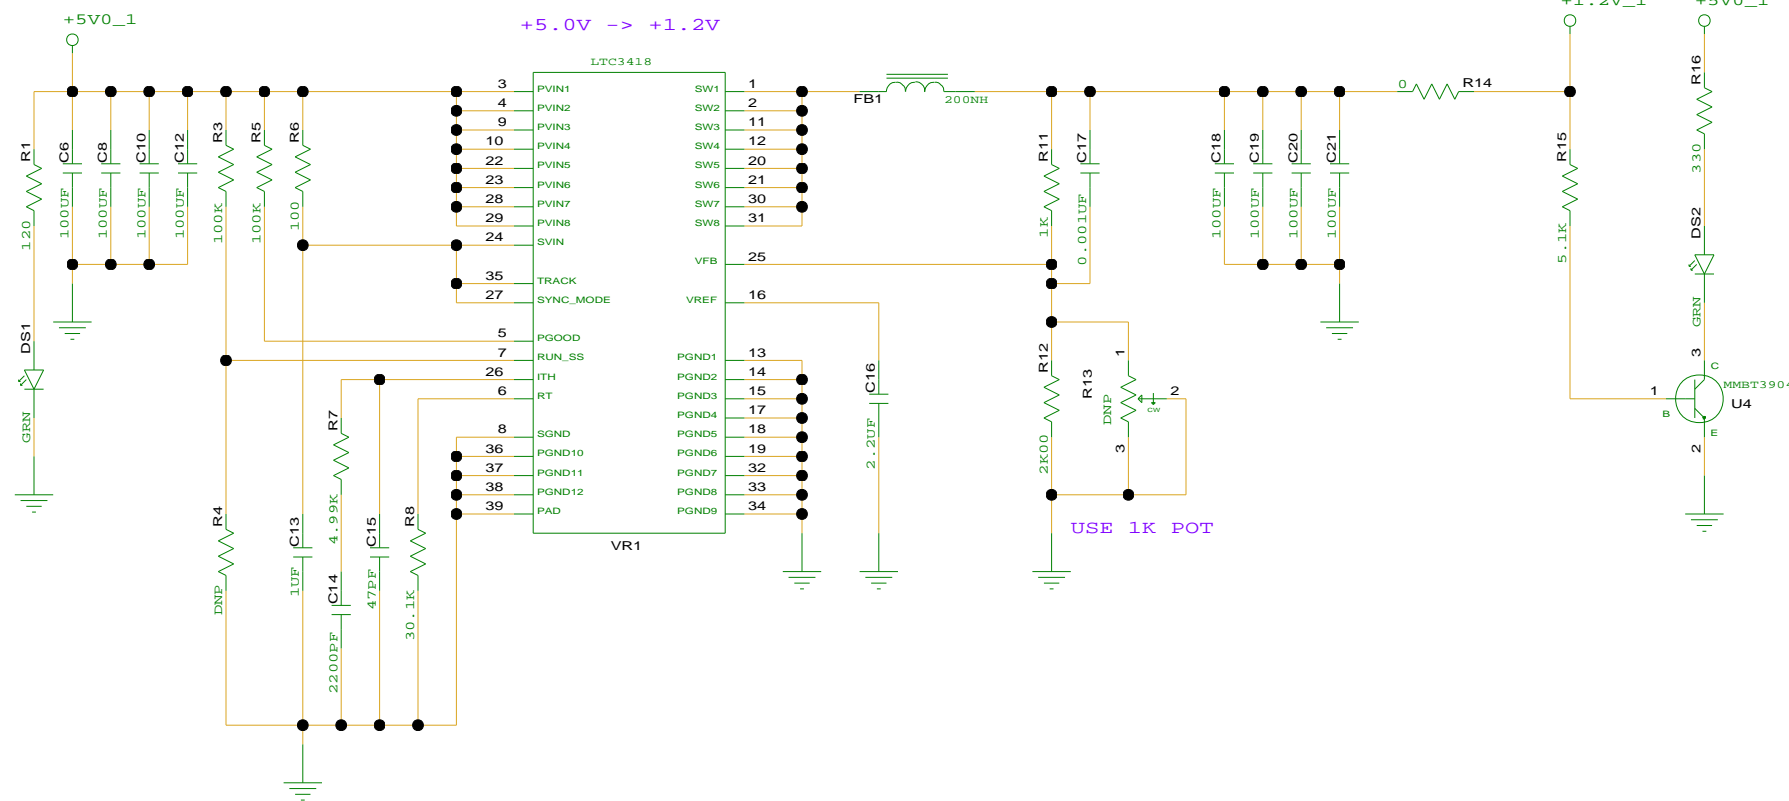 +5V0_1
+5.0V -> +1.2V
+1.2V_1
+5V0_1
LTC3418
R1
120
C6
100UF
C8
100UF
C10
100UF
C12
100UF
R3
100K
R5
100K
R6
100
DS1
GRN
R4
DNP
C13
1UF
R7
4.99K
C14
2200PF
C15
47PF
R8
30.1K
3 PVIN1
4 PVIN2
9 PVIN3
10 PVIN4
22 PVIN5
23 PVIN6
28 PVIN7
29 PVIN8
24 SVIN
35 TRACK
27 SYNC_MODE
5 PGOOD
7 RUN_SS
26 ITH
6 RT
8 SGND
36 PGND10
37 PGND11
38 PGND12
39 PAD
SW1 1
SW2 2
SW3 11
SW4 12
SW5 20
SW6 21
SW7 30
SW8 31
VFB 25
VREF 16
PGND1 13
PGND2 14
PGND3 15
PGND4 17
PGND5 18
PGND6 19
PGND7 32
PGND8 33
PGND9 34
VR1
FB1
200NH
C16
2.2UF
R11
1K
C17
0.001UF
R12
2K00
R13
DNP
1
2
3
CW
USE 1K POT
C18
100UF
C19
100UF
C20
100UF
C21
100UF
0
R14
R15
5.1K
R16
330
DS2
GRN
3
C
1
B
MMBT3904
U4
E
2